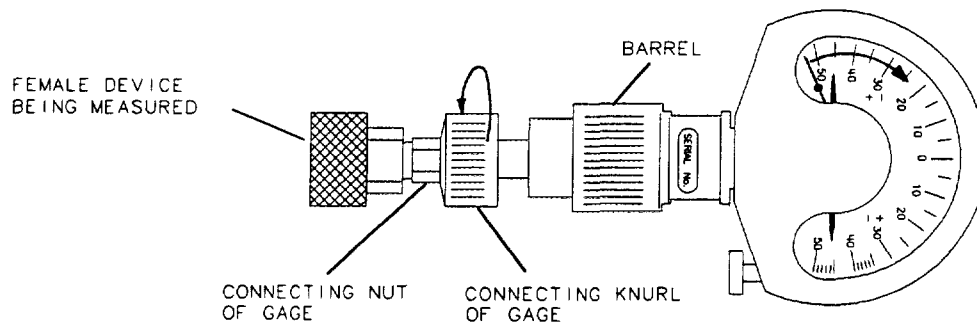 BARREL
FEMALE DEVICE
BEING MEASURED
SERIAL No.
50
40
- 30 +
20
10
0
10
20
+ 30 -
40
50
CONNECTING NUT
OF GAGE
CONNECTING KNURL
OF GAGE